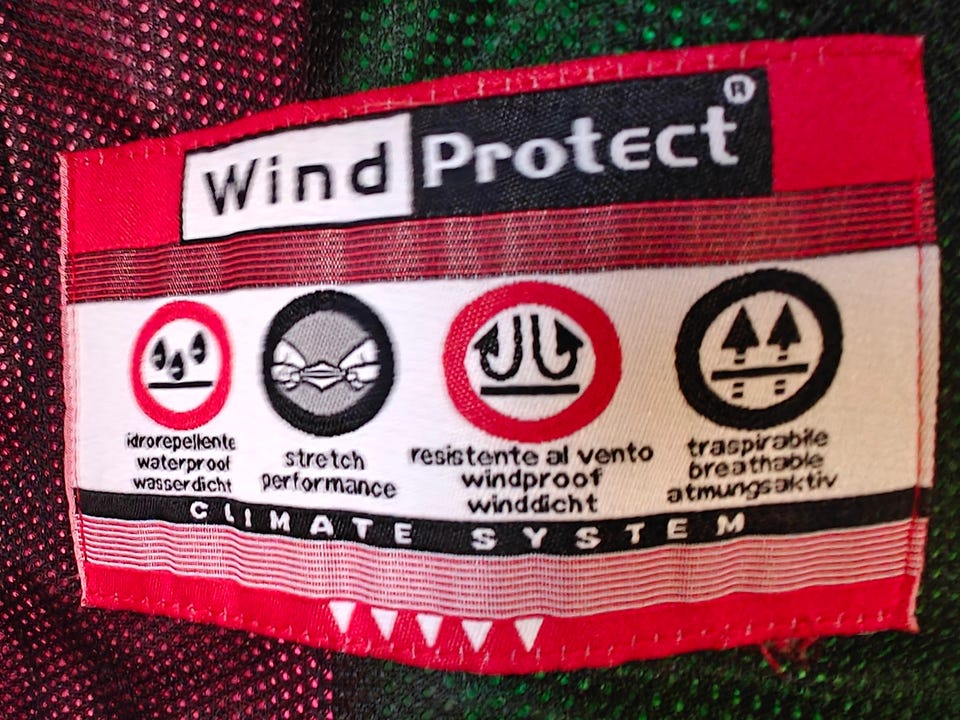 Wind Protect®
idrorepellente
waterproof
wasserdicht
stretch
performance
resistente al vento
windproof
winddicht
traspirabile
breathable
atmungsaktiv
CLIMATE SYSTEM